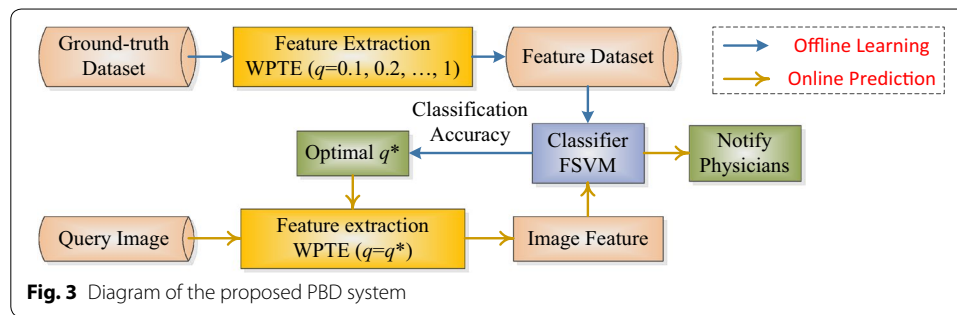 Ground-truth
Dataset
Feature Extraction
WPTE (q=0.1, 0.2, …, 1)
Feature Dataset
Offline Learning
Online Prediction
Classification
Accuracy
Optimal q*
Classifier
FSVM
Notify
Physicians
Query Image
Feature extraction
WPTE (q=q*)
Image Feature
Fig. 3 Diagram of the proposed PBD system